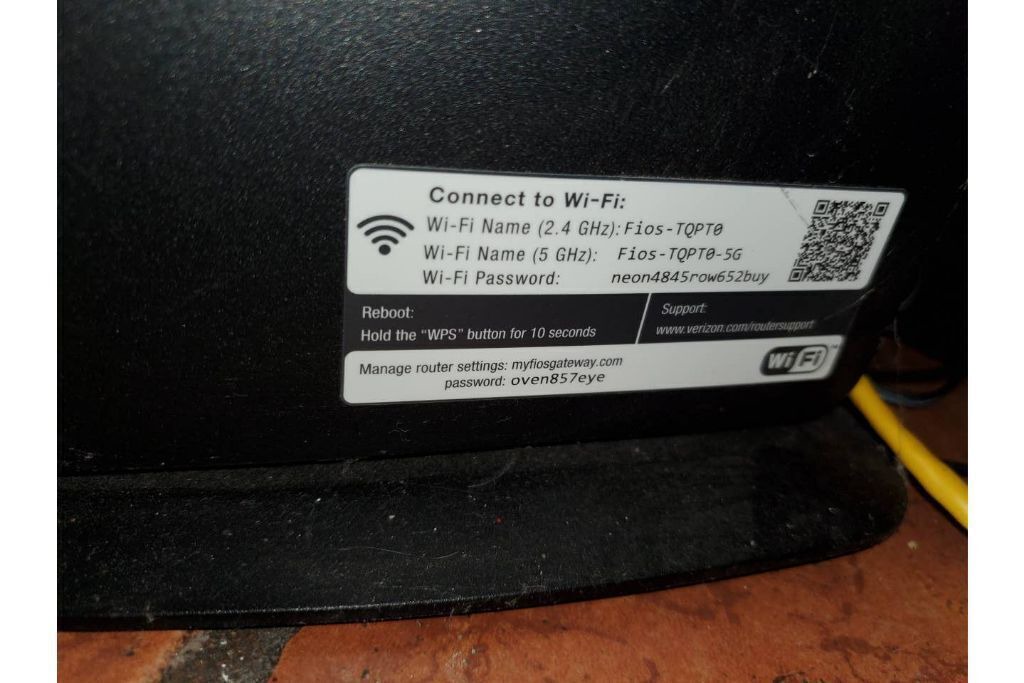 Connect to Wi-Fi:
Wi-Fi Name (2.4 GHz): Fios-TQPT0
Wi-Fi Name (5 GHz): Fios-TQPT0-5G
Wi-Fi Password: neon4845row652buy
Reboot:
Hold the "WPS" button for 10 seconds
Support:
www.verizon.com/routersupport
Manage router settings: myfiosgateway.com
password: oven857eye
Wi Fi™